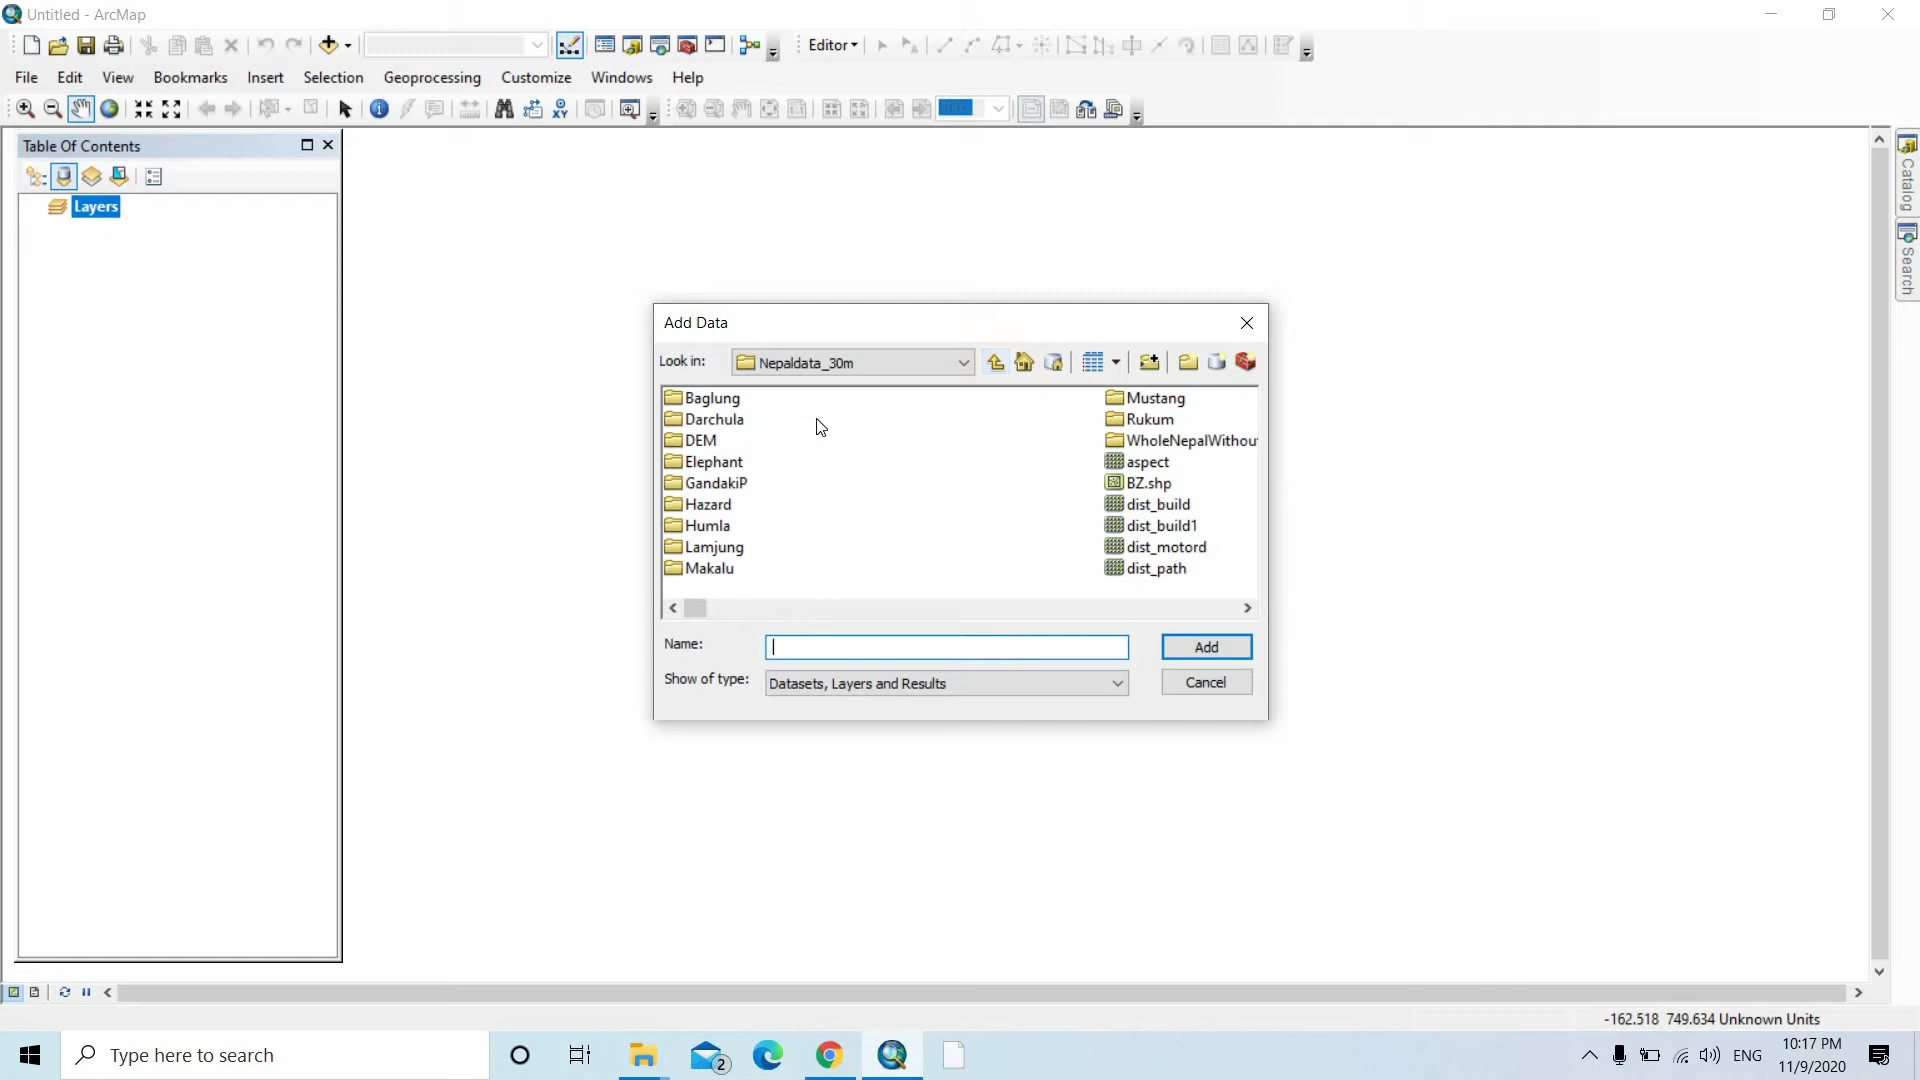 Untitled - ArcMap
Editor
File Edit View Bookmarks Insert Selection Geoprocessing Customize Windows Help
Table Of Contents
Layers
Catalog
Search
Add Data
Look in: Nepaldata_30m
Baglung
Darchula
DEM
Elephant
GandakiP
Hazard
Humla
Lamjung
Makalu
Mustang
Rukum
WholeNepalWithou
aspect
BZ.shp
dist_build
dist_build1
dist_motord
dist_path
Name: Add
Show of type: Datasets, Layers and Results Cancel
-162.518 749.634 Unknown Units
Type here to search
2
ENG
10:17 PM
11/9/2020